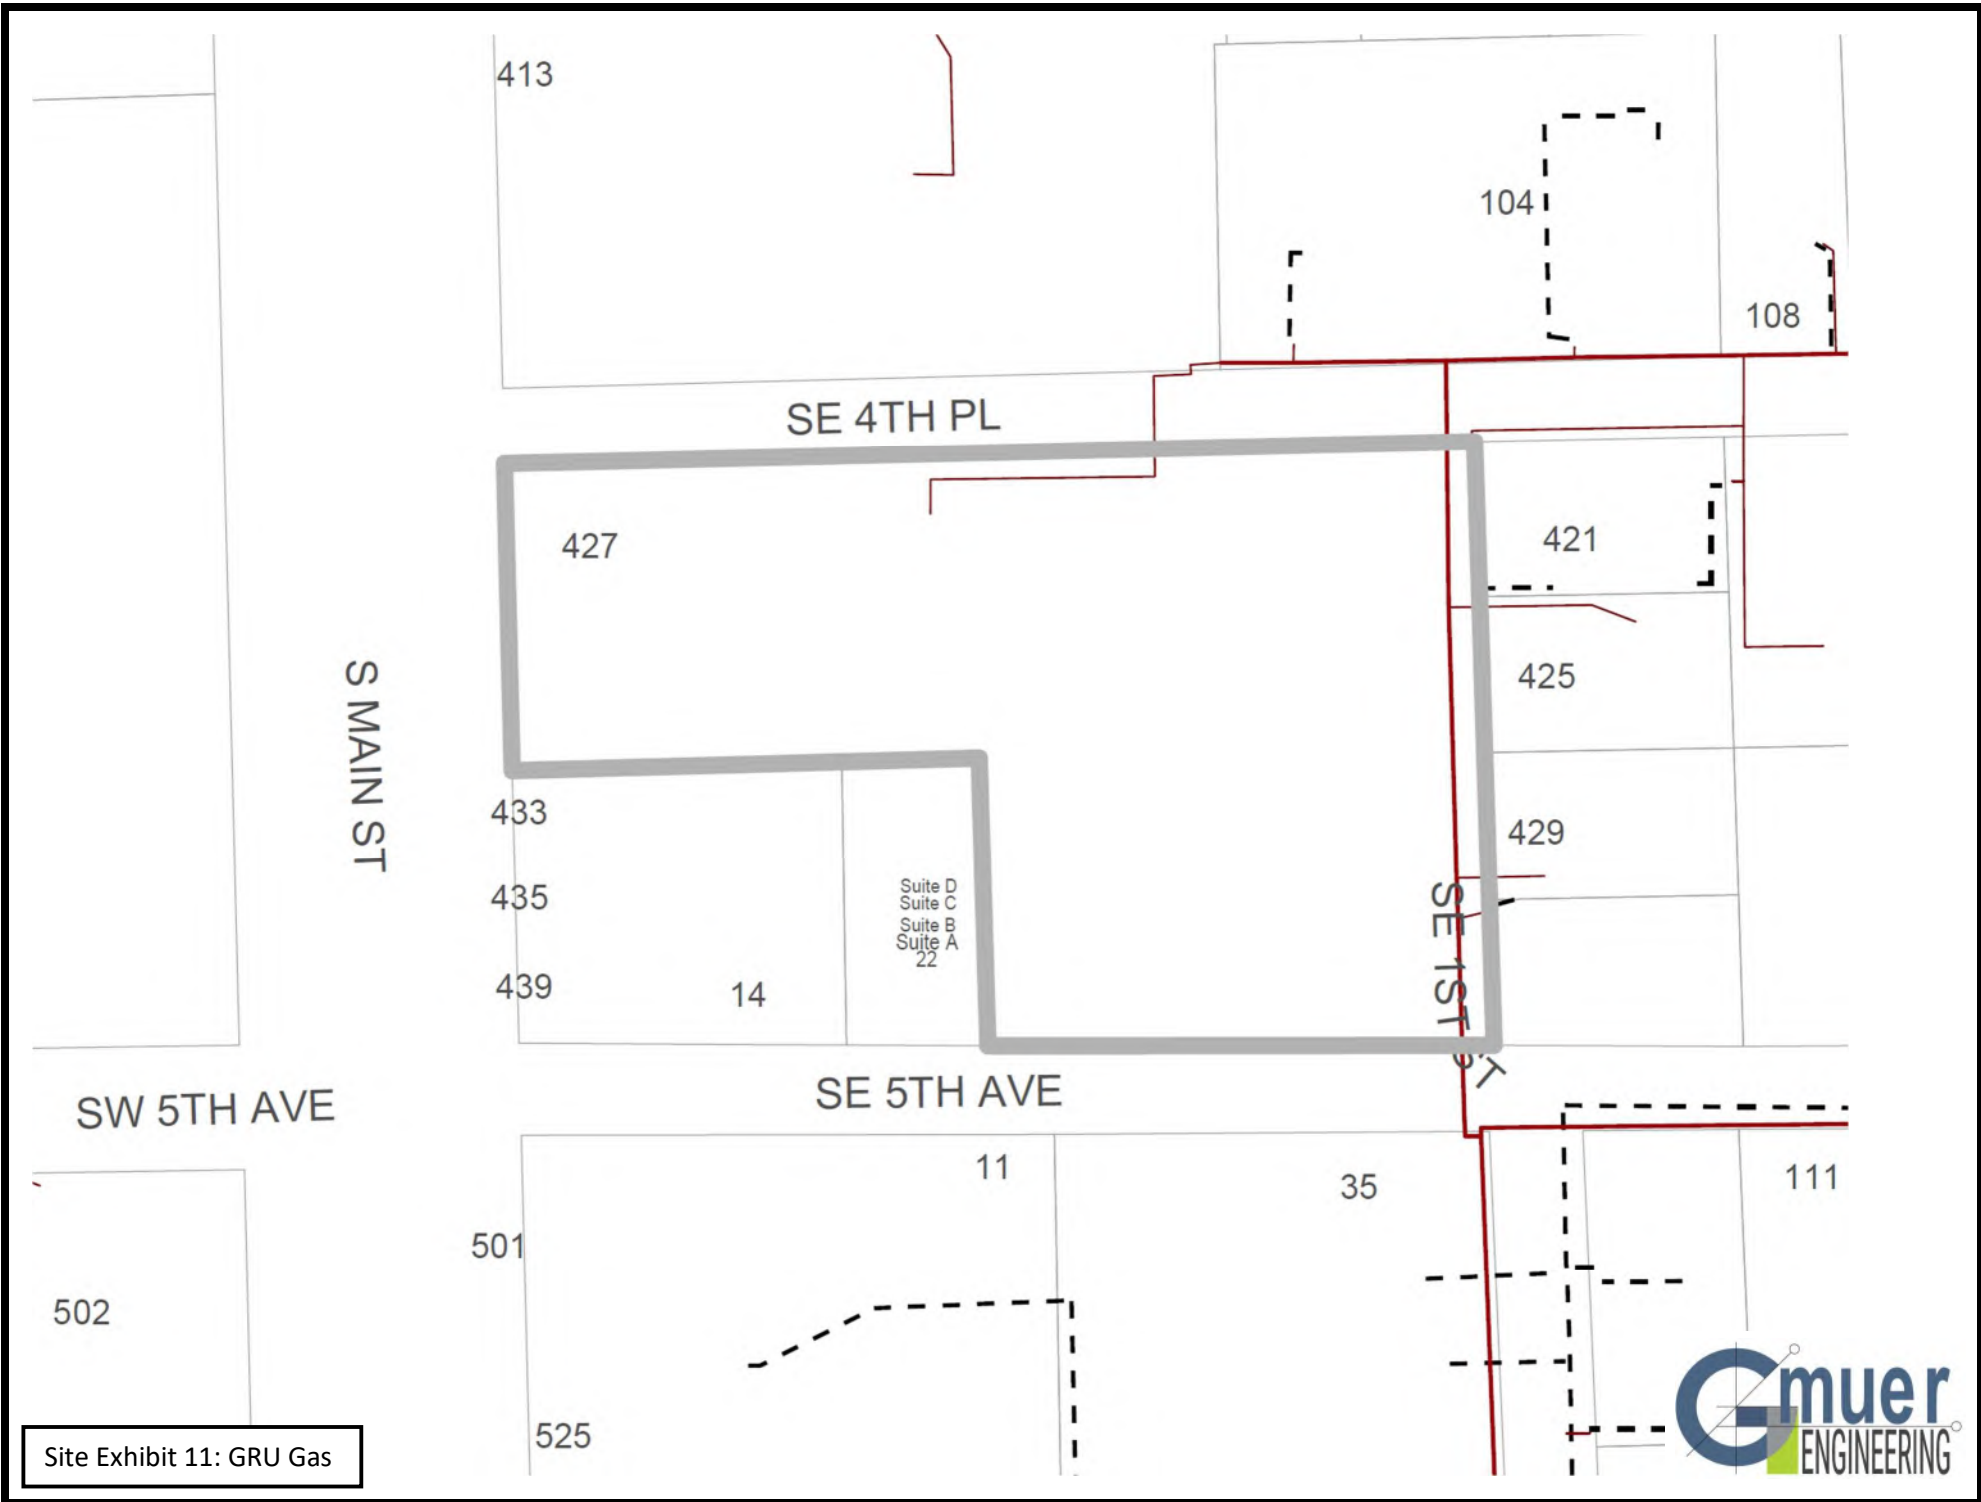 413
104
108
SE 4TH PL
427
421
425
S MAIN ST
433
429
435
Suite D
Suite C
Suite B
Suite A
22
439
14
SE 1ST ST
SW 5TH AVE
SE 5TH AVE
11
35
111
501
502
525
Site Exhibit 11: GRU Gas
Gmuer
ENGINEERING